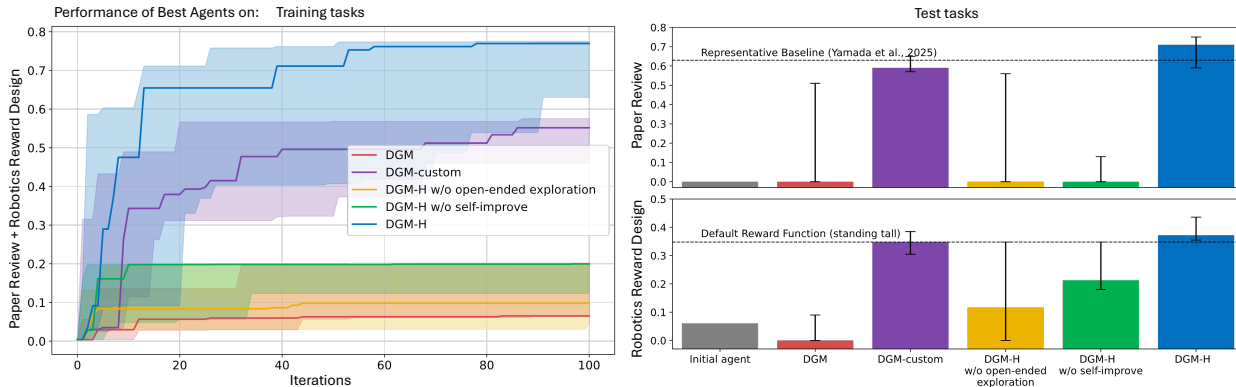 Performance of Best Agents on: Training tasks
Paper Review + Robotics Reward Design
0.8
0.7
0.6
0.5
0.4
0.3
0.2
0.1
0.0
0 20 40 60 80 100
Iterations
DGM
DGM-custom
DGM-H w/o open-ended exploration
DGM-H w/o self-improve
DGM-H
Test tasks
Paper Review
0.8
0.7
0.6
0.5
0.4
0.3
0.2
0.1
0.0
Representative Baseline (Yamada et al., 2025)
Robotics Reward Design
0.5
0.4
0.3
0.2
0.1
0.0
Default Reward Function (standing tall)
Initial agent
DGM
DGM-custom
DGM-H
w/o open-ended
exploration
DGM-H
w/o self-improve
DGM-H